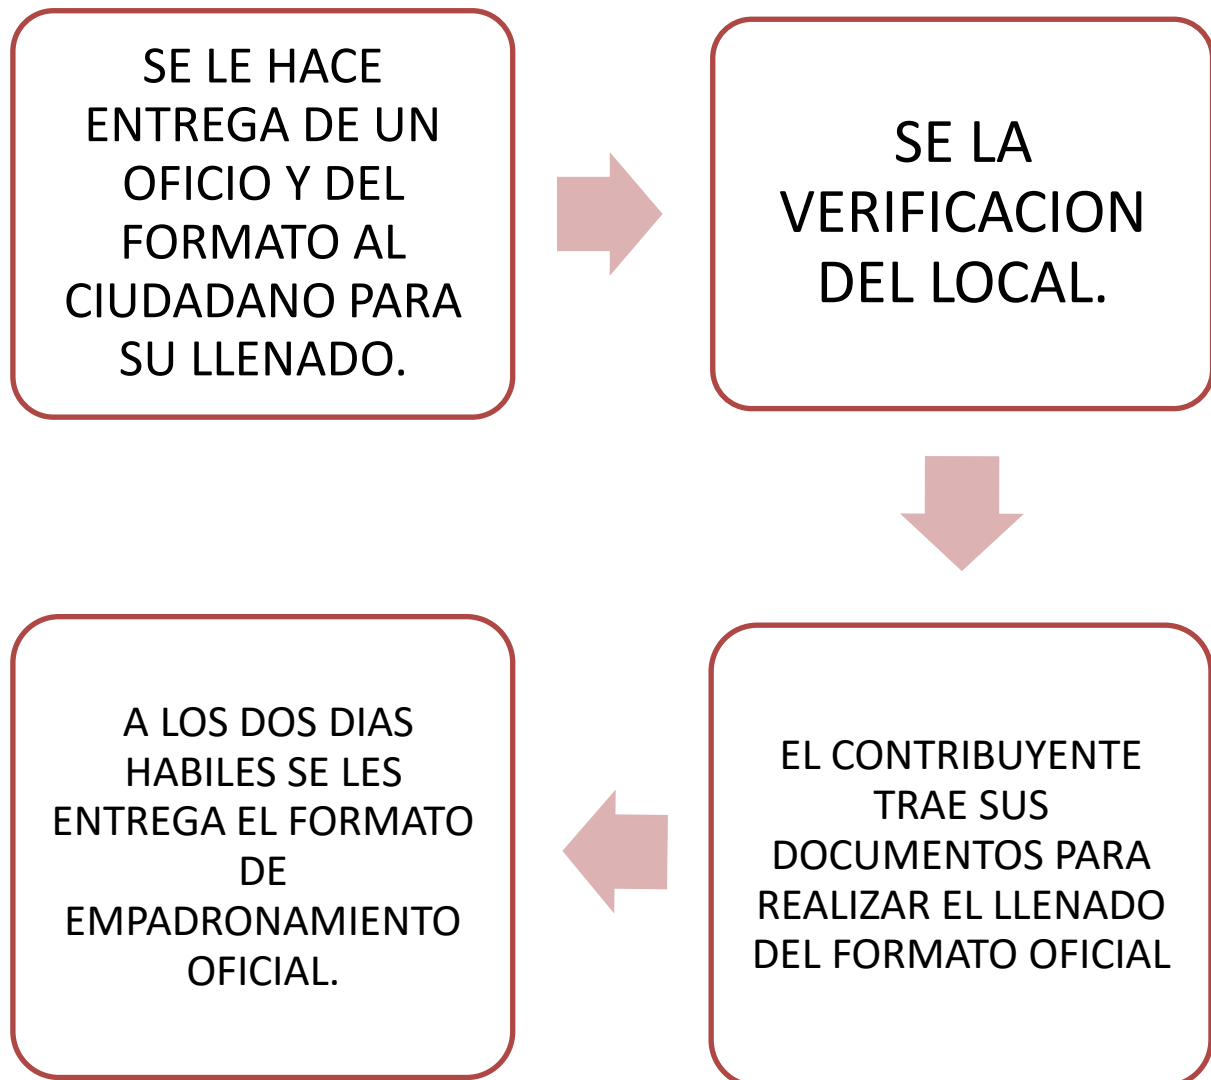 SE LE HACE
ENTREGA DE UN
OFICIO Y DEL
FORMATO AL
CIUDADANO PARA
SU LLENADO.
SE LA
VERIFICACION
DEL LOCAL.
EL CONTRIBUYENTE
TRAE SUS
DOCUMENTOS PARA
REALIZAR EL LLENADO
DEL FORMATO OFICIAL
A LOS DOS DIAS
HABILES SE LES
ENTREGA EL FORMATO
DE
EMPADRONAMIENTO
OFICIAL.